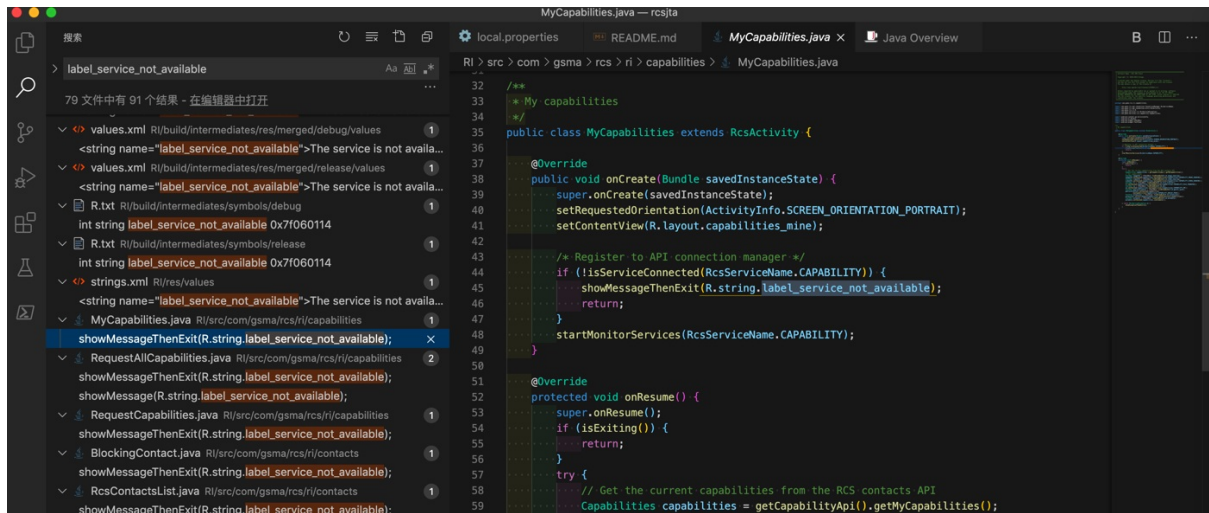 MyCapabilities.java — rcsjta
搜索
local.properties
README.md
MyCapabilities.java
Java Overview
label_service_not_available
Aa Abl .*
RI > src > com > gsma > rcs > ri > capabilities > MyCapabilities.java
79 文件中有 91 个结果 - 在编辑器中打开
values.xml RI/build/intermediates/res/merged/debug/values 1
<string name="label_service_not_available">The service is not availa...
values.xml RI/build/intermediates/res/merged/release/values 1
<string name="label_service_not_available">The service is not availa...
R.txt RI/build/intermediates/symbols/debug 1
int string label_service_not_available 0x7f060114
R.txt RI/build/intermediates/symbols/release 1
int string label_service_not_available 0x7f060114
strings.xml RI/res/values 1
<string name="label_service_not_available">The service is not availa...
MyCapabilities.java RI/src/com/gsma/rcs/ri/capabilities 1
showMessageThenExit(R.string.label_service_not_available);
RequestAllCapabilities.java RI/src/com/gsma/rcs/ri/capabilities 2
showMessageThenExit(R.string.label_service_not_available);
showMessage(R.string.label_service_not_available);
RequestCapabilities.java RI/src/com/gsma/rcs/ri/capabilities 1
showMessageThenExit(R.string.label_service_not_available);
BlockingContact.java RI/src/com/gsma/rcs/ri/contacts 1
showMessageThenExit(R.string.label_service_not_available);
RcsContactsList.java RI/src/com/gsma/rcs/ri/contacts 1
showMessageThenExit(R.string.label_service_not_available);
32 /**
33 * My capabilities
34 */
35 public class MyCapabilities extends RcsActivity {
36
37 @Override
38 public void onCreate(Bundle savedInstanceState) {
39 super.onCreate(savedInstanceState);
40 setRequestedOrientation(ActivityInfo.SCREEN_ORIENTATION_PORTRAIT);
41 setContentView(R.layout.capabilities_mine);
42
43 /* Register to API connection manager */
44 if (!isServiceConnected(RcsServiceName.CAPABILITY)) {
45 showMessageThenExit(R.string.label_service_not_available);
46 return;
47 }
48 startMonitorServices(RcsServiceName.CAPABILITY);
49 }
50
51 @Override
52 protected void onResume() {
53 super.onResume();
54 if (isExiting()) {
55 return;
56 }
57 try {
58 // Get the current capabilities from the RCS contacts API
59 Capabilities capabilities = getCapabilityApi().getMyCapabilities();